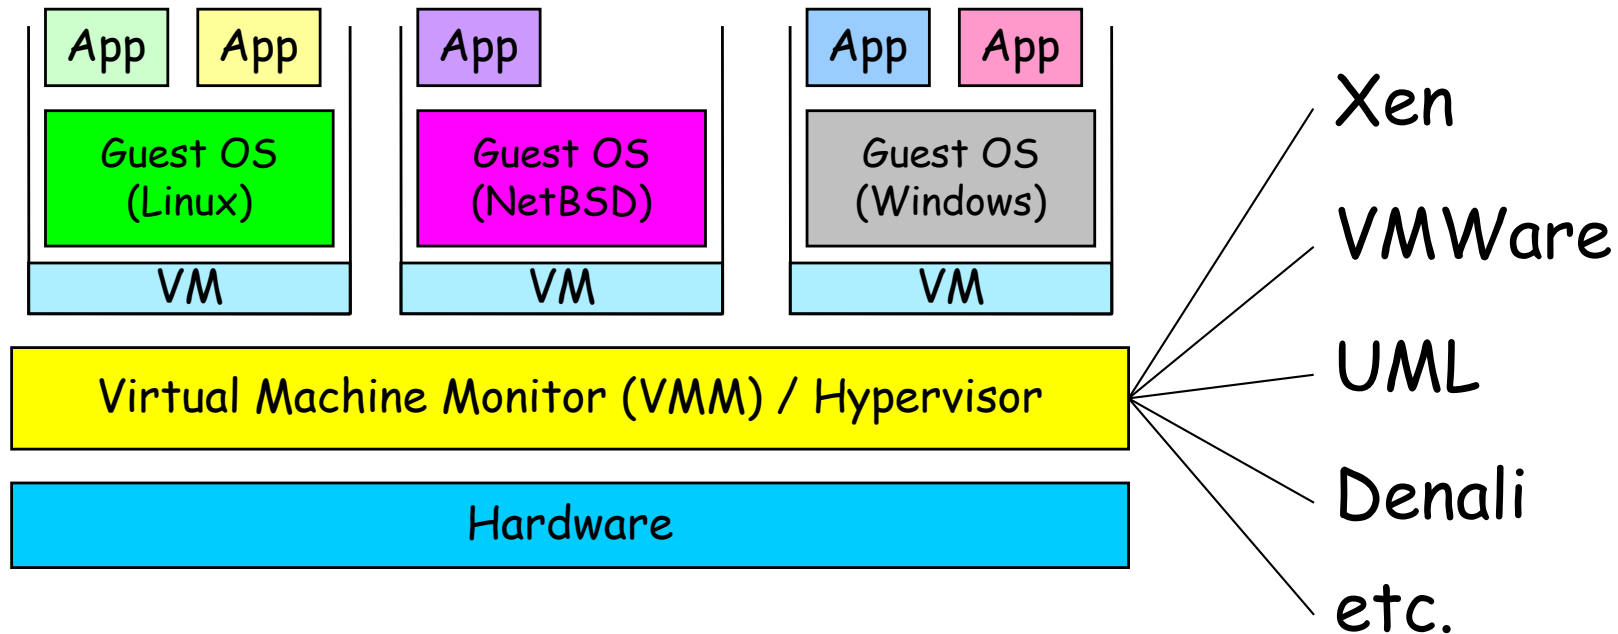 App
App
App
App
App
Guest OS
(Linux)
Guest OS
(NetBSD)
Guest OS
(Windows)
VM
VM
VM
Virtual Machine Monitor (VMM) / Hypervisor
Hardware
Xen
VMWare
UML
Denali
etc.